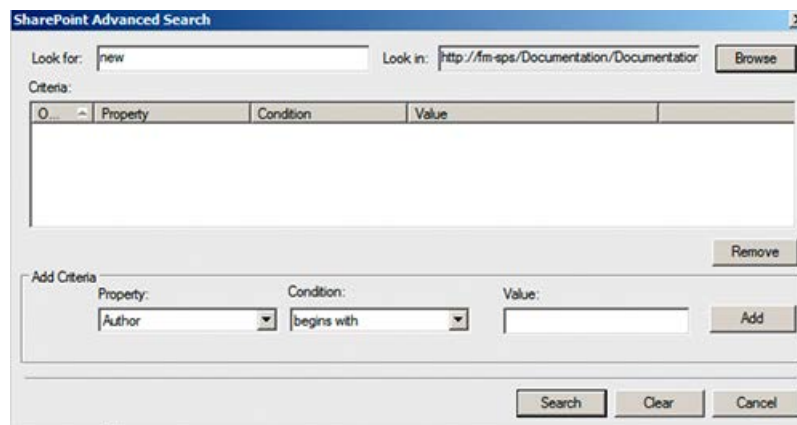 SharePoint Advanced Search
Look for: new Look in: http://fm-sps/Documentation/Documentation Browse
Criteria:
O... Property Condition Value
Remove
Add Criteria
Property: Condition: Value:
Author begins with Add
Search Clear Cancel